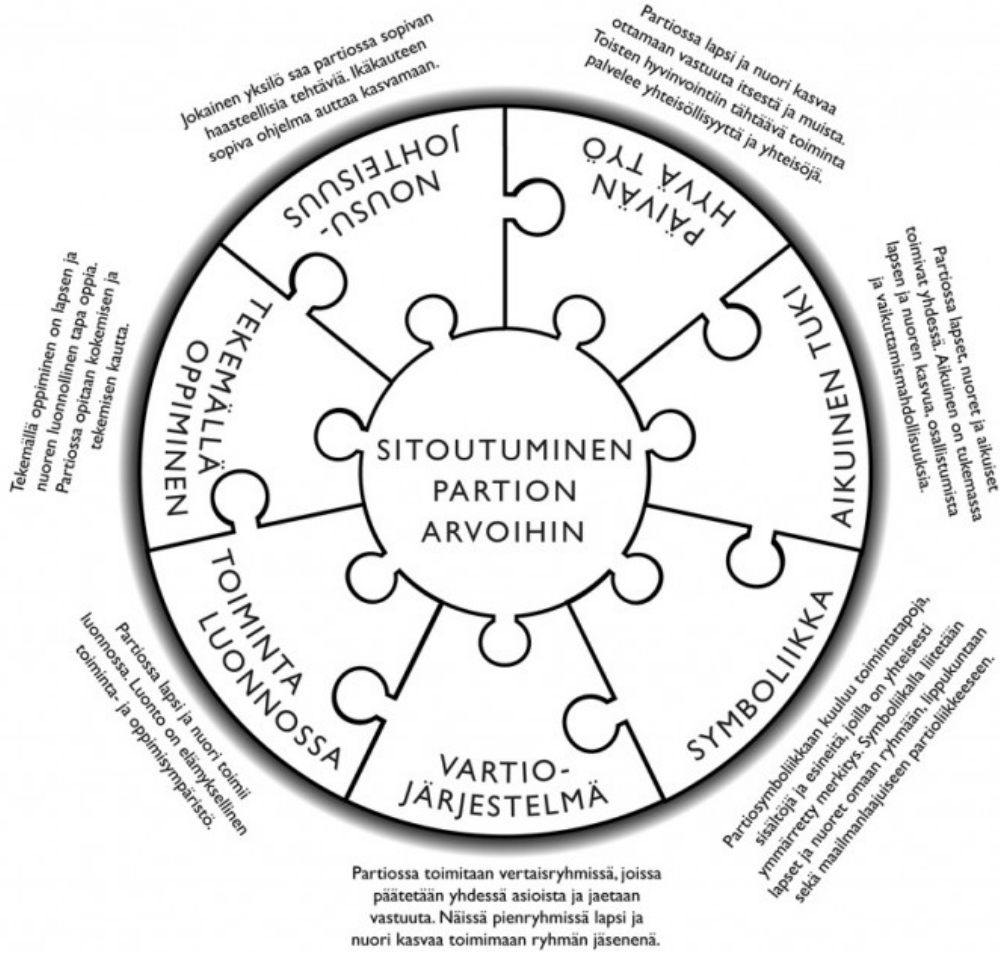 Jokainen yksilö saa partiossa sopivan
haasteellisia tehtäviä. Ikäkauteen
sopiva ohjelma auttaa kasvamaan.
Partiossa lapsi ja nuori kasvaa
ottamaan vastuuta itsestä ja muista.
Toisten hyvinvointiin tähtäävä toiminta
palvelee yhteisöllisyyttä ja yhteisöjä.
NOUSU-
JOHTEISUUS
PÄIVÄN
HYVÄ TYÖ
Partiossa lapset, nuoret ja aikuiset
toimivat yhdessä. Aikuinen on tukemassa
lapsen ja nuoren kasvua, osallistumista
ja vaikuttamismahdollisuuksia.
AIKUINEN TUKI
Tekemällä oppiminen on lapsen ja
nuoren luonnollinen tapa oppia.
Partiossa opitaan kokemisen ja
tekemisen kautta.
TEKEMÄLLÄ
OPPIMINEN
SITOUTUMINEN
PARTION
ARVOIHIN
TOIMINTA
LUONNOSSA
Partiossa lapsi ja nuori toimii
luonnossa. Luonto on elämyksellinen
toiminta- ja oppimisympäristö.
SYMBOLIIKKA
Partiosymboliikkaan kuuluu toimintatapoja,
sisältöjä ja esineitä, joilla on yhteisesti
ymmärretty merkitys. Symboliikalla liitetään
lapset ja nuoret omaan ryhmään, lippukuntaan
sekä maailmanlaajuiseen partioliikkeeseen.
VARTIO-
JÄRJESTELMÄ
Partiossa toimitaan vertaisryhmissä, joissa
päätetään yhdessä asioista ja jaetaan
vastuuta. Näissä pienryhmissä lapsi ja
nuori kasvaa toimimaan ryhmän jäsenenä.